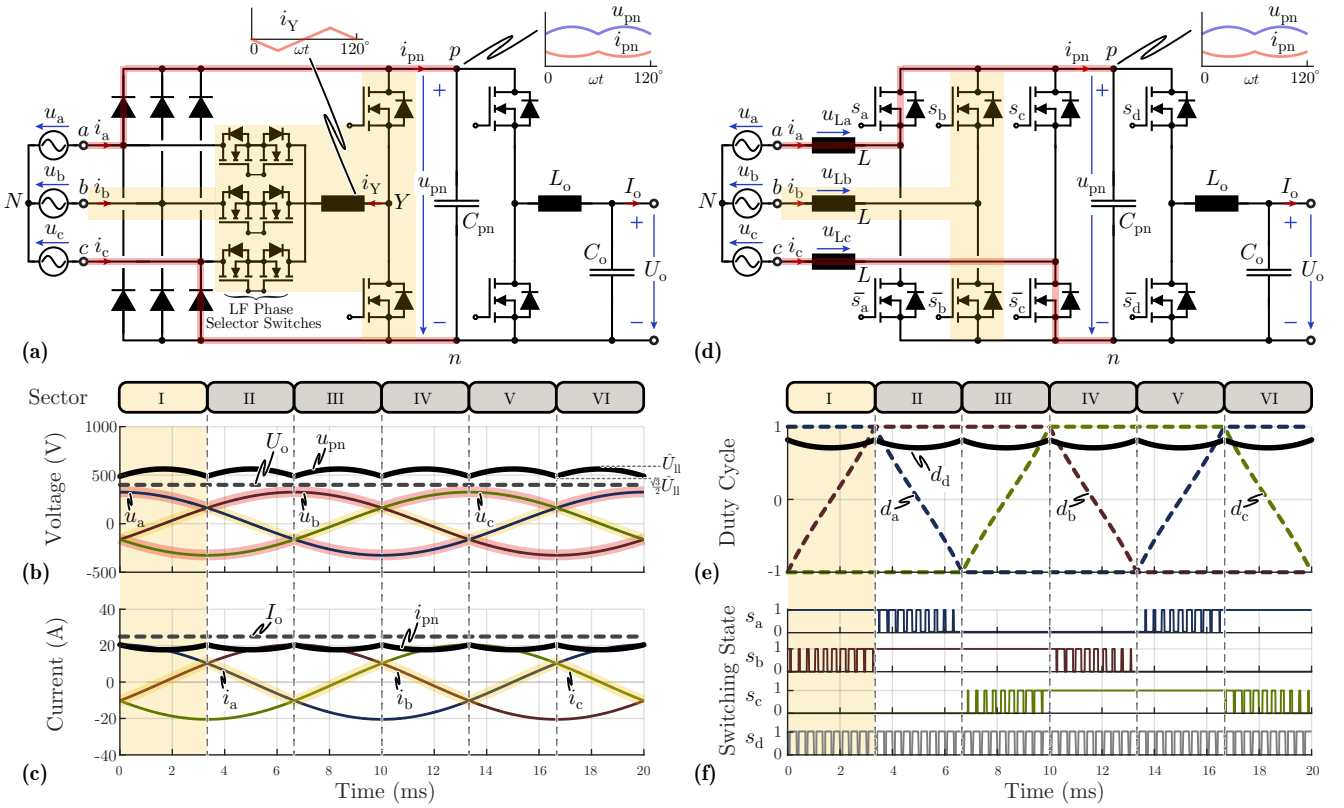 i_Y
0 ωt 120°
i_pn
p
u_pn
i_pn
0 ωt 120°
u_a
a i_a
u_b
N
b i_b
i_Y
Y
u_c
c i_c
+
u_pn
−
C_pn
L_o
I_o
+
C_o
U_o
−
LF Phase
Selector Switches
n
(a)
i_pn
p
u_pn
i_pn
0 ωt 120°
u_a
a i_a
u_La
L
u_b
N
b i_b
u_Lb
L
u_c
c i_c
u_Lc
L
s_a
s_b
s_c
s_d
s̅_a
s̅_b
s̅_c
s̅_d
+
u_pn
−
C_pn
L_o
I_o
+
C_o
U_o
−
n
(d)
Sector
I II III IV V VI
Voltage (V)
1000
500
0
-500
U_o
u_pn
Û_ll
√3/2 Û_ll
u_a
u_b
u_c
(b)
Current (A)
40
20
0
-20
-40
I_o
i_pn
i_a
i_b
i_c
(c)
0 2 4 6 8 10 12 14 16 18 20
Time (ms)
I II III IV V VI
Duty Cycle
1
0
-1
d_d
d_a
d_b
d_c
(e)
Switching State
s_a 1 0
s_b 1 0
s_c 1 0
s_d 1 0
(f)
0 2 4 6 8 10 12 14 16 18 20
Time (ms)